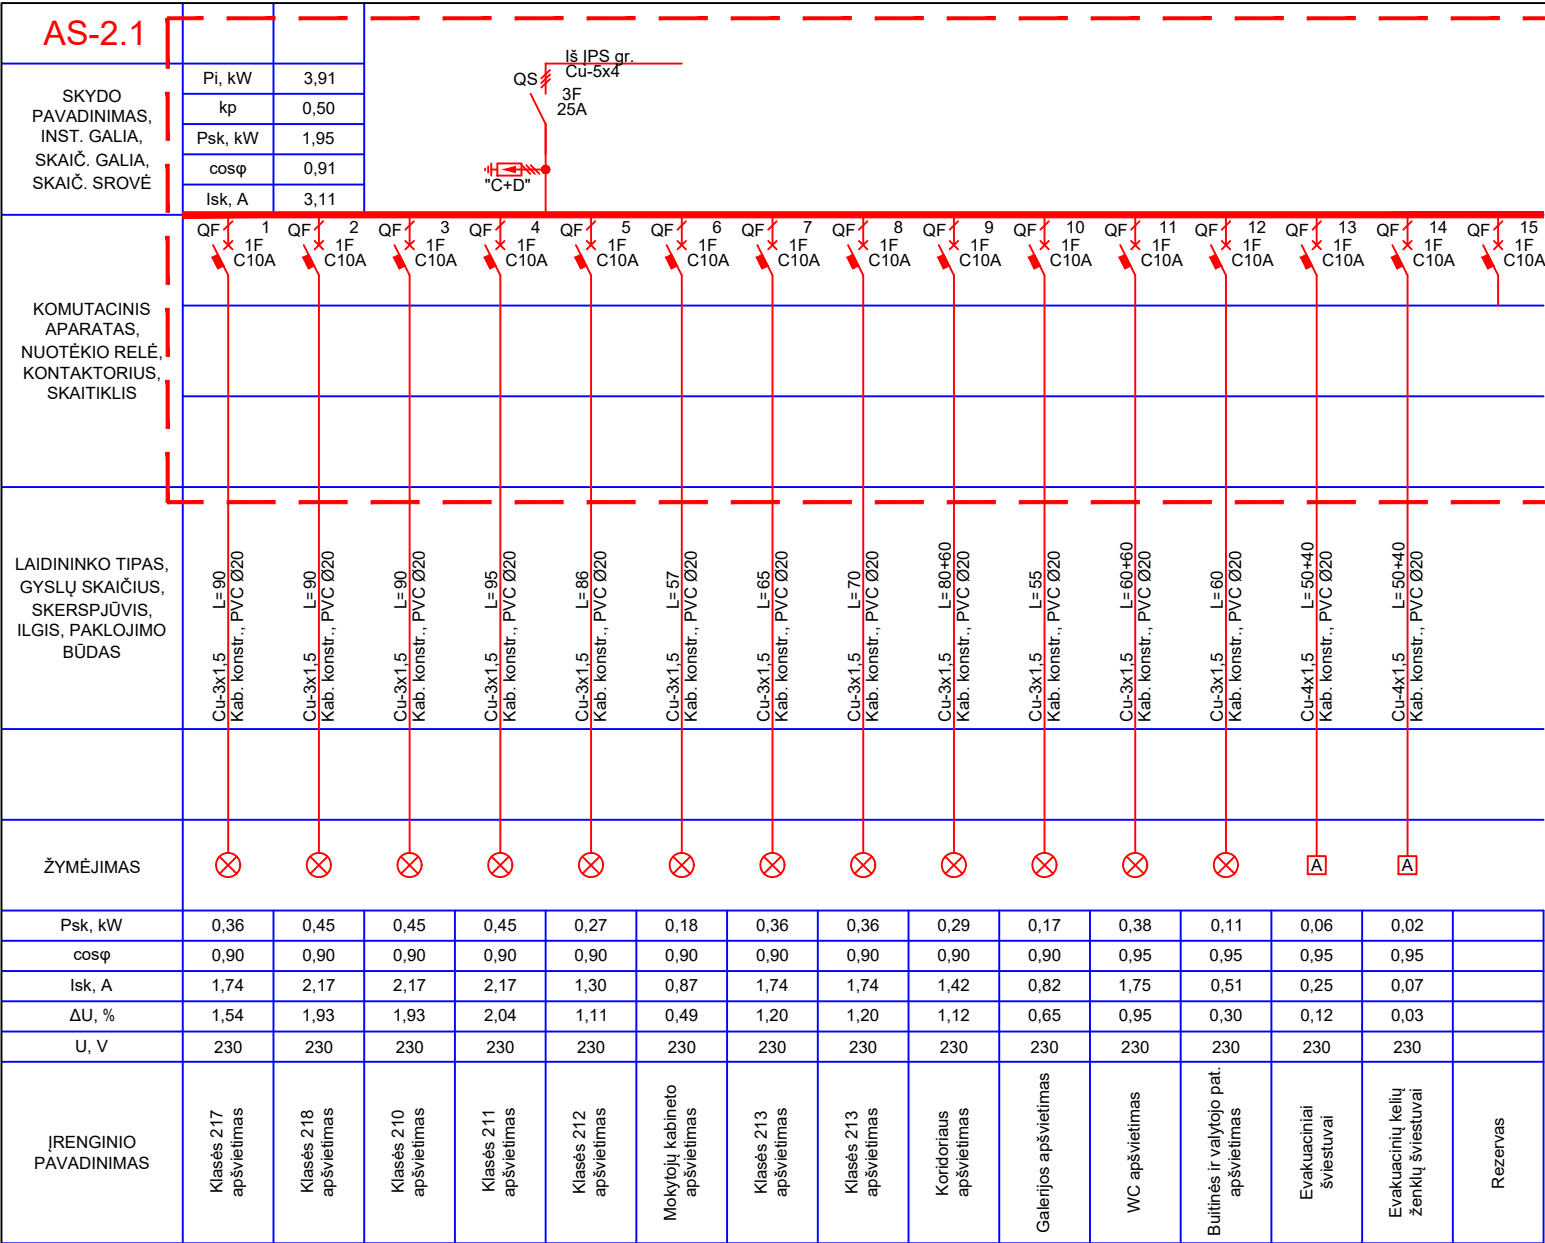 AS-2.1
SKYDO
PAVADINIMAS,
INST. GALIA,
SKAIČ. GALIA,
SKAIČ. SROVĖ
Pi, kW 3,91
kp 0,50
Psk, kW 1,95
cosφ 0,91
Isk, A 3,11
Iš ĮPS gr.
Cu-5x4
QS
3F
25A
"C+D"
KOMUTACINIS
APARATAS,
NUOTĖKIO RELĖ,
KONTAKTORIUS,
SKAITIKLIS
QF 1 QF 2 QF 3 QF 4 QF 5 QF 6 QF 7 QF 8 QF 9 QF 10 QF 11 QF 12 QF 13 QF 14 QF 15
1F 1F 1F 1F 1F 1F 1F 1F 1F 1F 1F 1F 1F 1F 1F
C10A C10A C10A C10A C10A C10A C10A C10A C10A C10A C10A C10A C10A C10A C10A
LAIDININKO TIPAS,
GYSLŲ SKAIČIUS,
SKERSPJŪVIS,
ILGIS, PAKLOJIMO
BŪDAS
Cu-3x1,5 L=90
Kab. konstr., PVC Ø20
Cu-3x1,5 L=90
Kab. konstr., PVC Ø20
Cu-3x1,5 L=90
Kab. konstr., PVC Ø20
Cu-3x1,5 L=95
Kab. konstr., PVC Ø20
Cu-3x1,5 L=86
Kab. konstr., PVC Ø20
Cu-3x1,5 L=57
Kab. konstr., PVC Ø20
Cu-3x1,5 L=65
Kab. konstr., PVC Ø20
Cu-3x1,5 L=70
Kab. konstr., PVC Ø20
Cu-3x1,5 L=80+60
Kab. konstr., PVC Ø20
Cu-3x1,5 L=55
Kab. konstr., PVC Ø20
Cu-3x1,5 L=60+60
Kab. konstr., PVC Ø20
Cu-3x1,5 L=60
Kab. konstr., PVC Ø20
Cu-4x1,5 L=50+40
Kab. konstr., PVC Ø20
Cu-4x1,5 L=50+40
Kab. konstr., PVC Ø20
ŽYMĖJIMAS
A A
Psk, kW 0,36 0,45 0,45 0,45 0,27 0,18 0,36 0,36 0,29 0,17 0,38 0,11 0,06 0,02
cosφ 0,90 0,90 0,90 0,90 0,90 0,90 0,90 0,90 0,90 0,90 0,95 0,95 0,95 0,95
Isk, A 1,74 2,17 2,17 2,17 1,30 0,87 1,74 1,74 1,42 0,82 1,75 0,51 0,25 0,07
ΔU, % 1,54 1,93 1,93 2,04 1,11 0,49 1,20 1,20 1,12 0,65 0,95 0,30 0,12 0,03
U, V 230 230 230 230 230 230 230 230 230 230 230 230 230 230
ĮRENGINIO
PAVADINIMAS
Klasės 217
apšvietimas
Klasės 218
apšvietimas
Klasės 210
apšvietimas
Klasės 211
apšvietimas
Klasės 212
apšvietimas
Mokytojų kabineto
apšvietimas
Klasės 213
apšvietimas
Klasės 213
apšvietimas
Koridoriaus
apšvietimas
Galerijos apšvietimas
WC apšvietimas
Buitinės ir valytojo pat.
apšvietimas
Evakuaciniai
šviestuvai
Evakuacinių kelių
ženklų šviestuvai
Rezervas